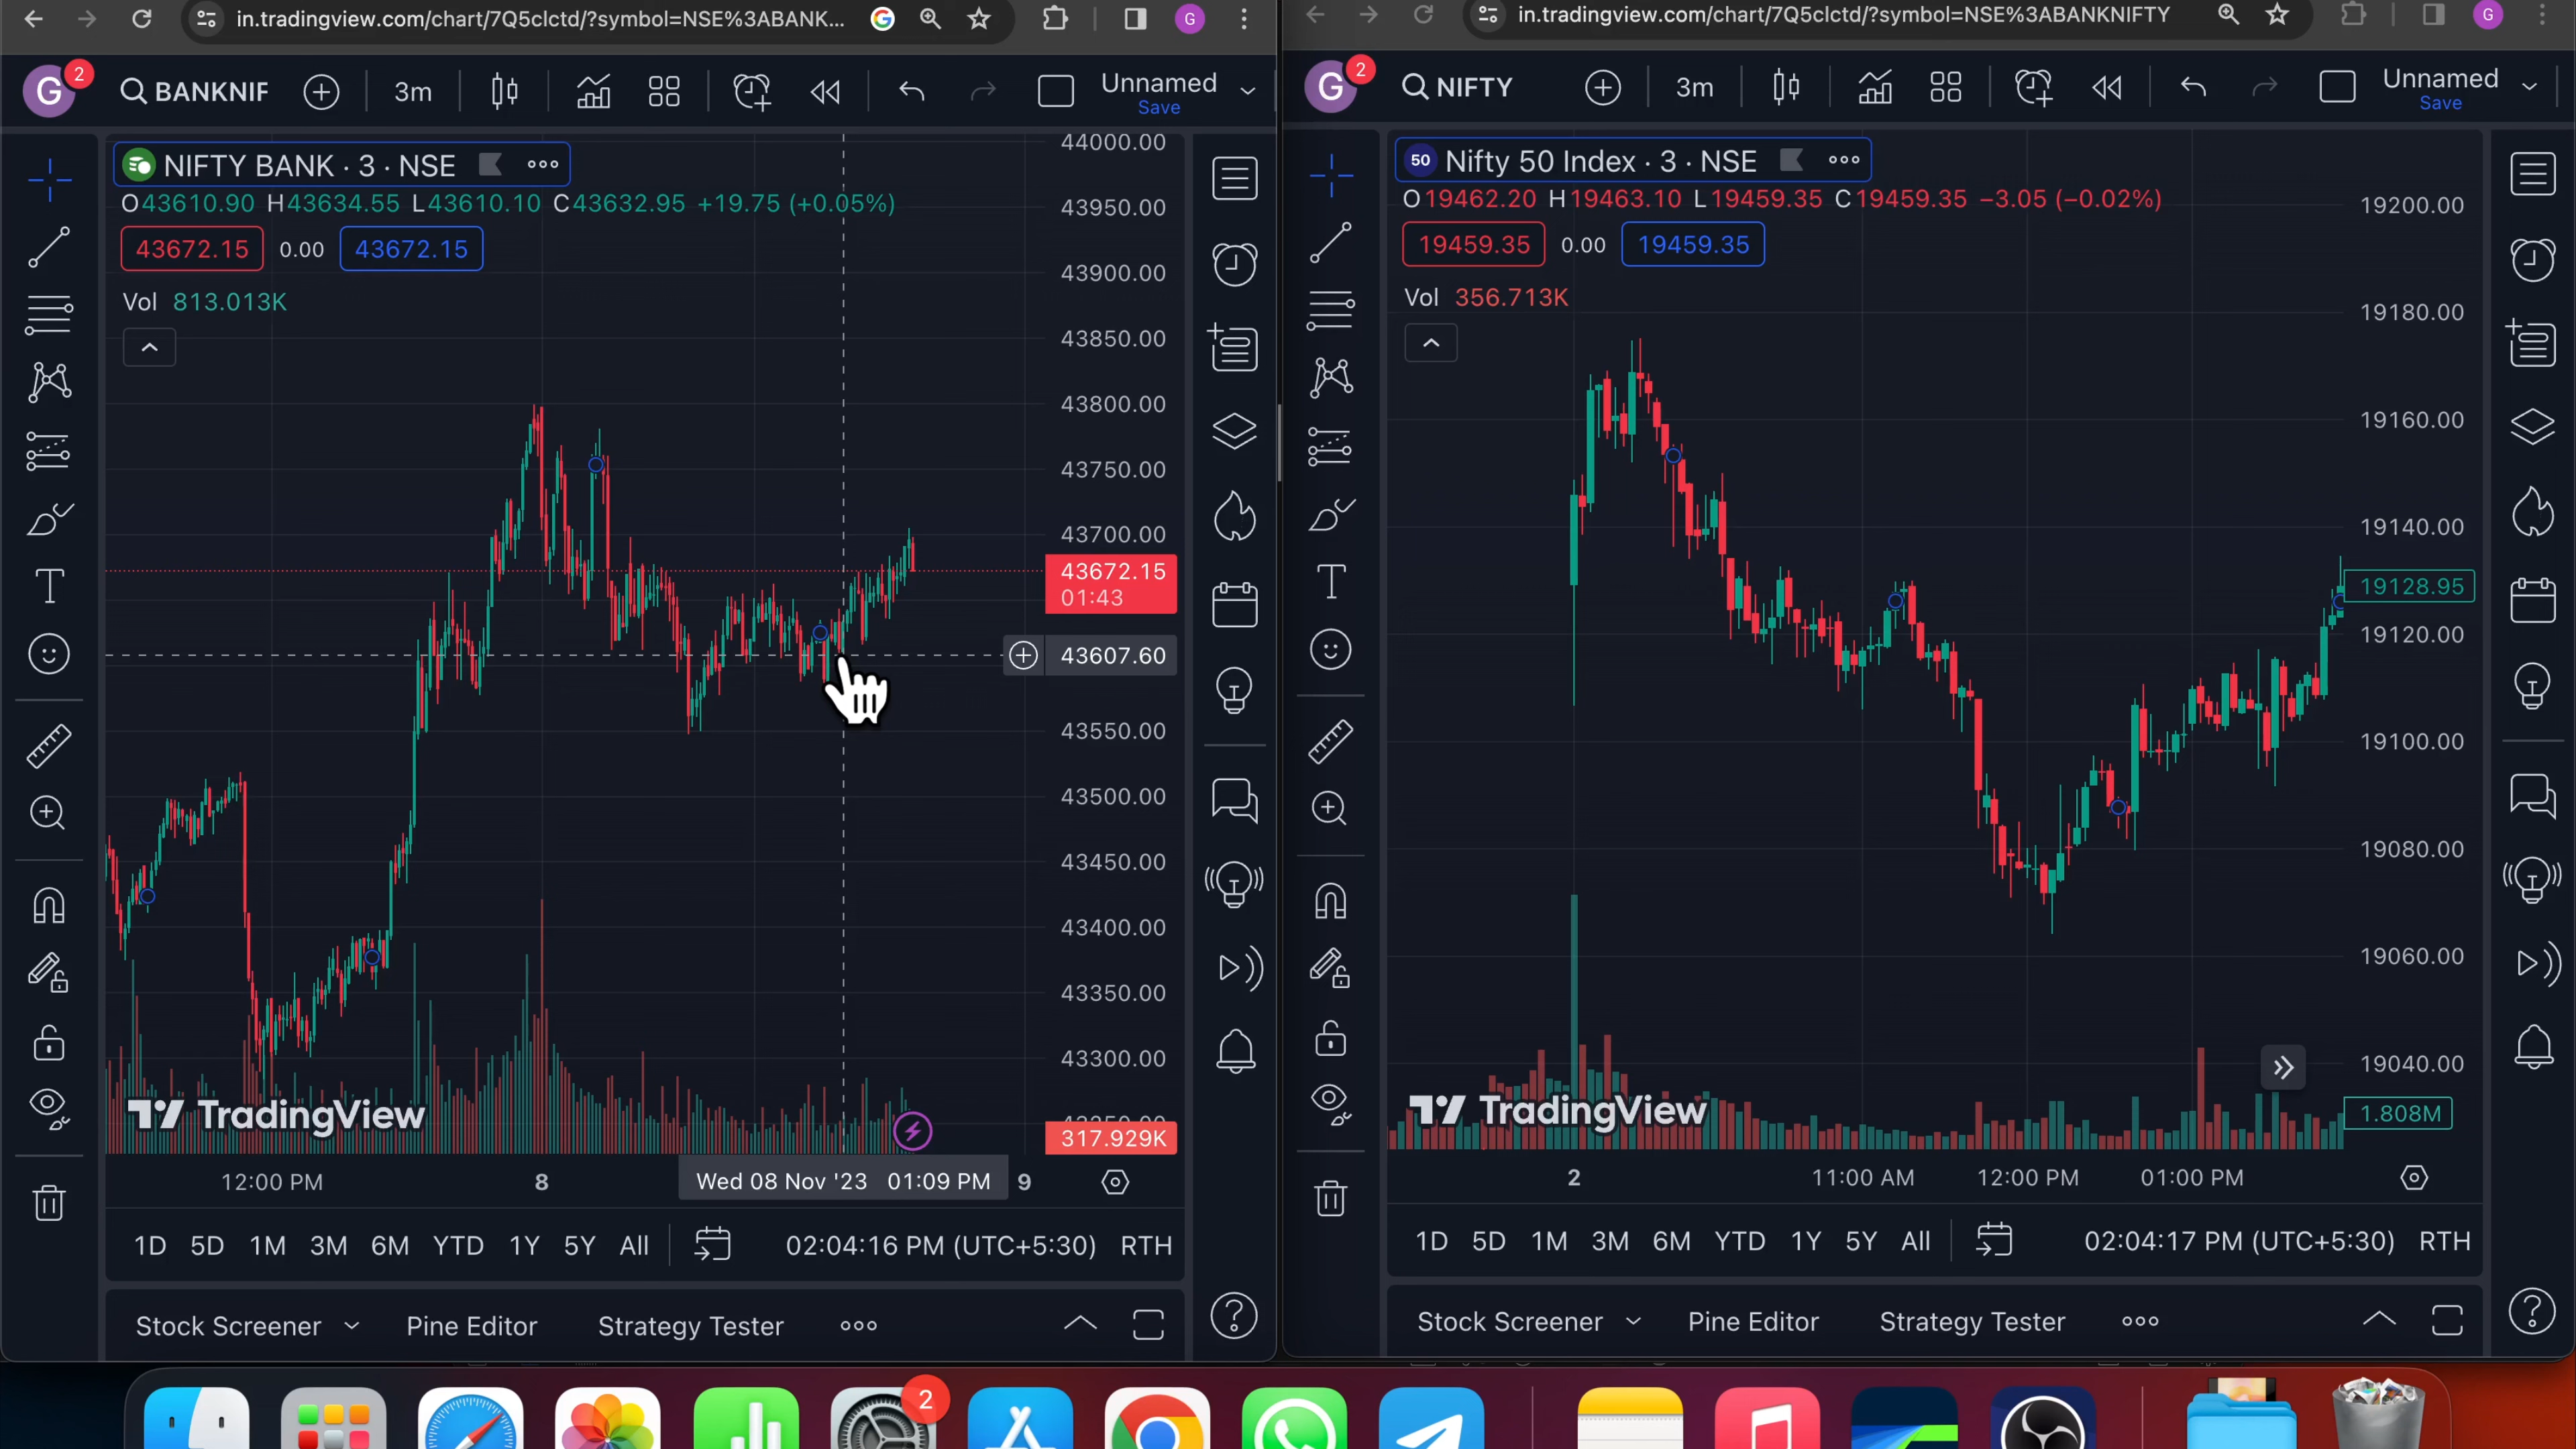 in.tradingview.com/chart/7Q5clctd/?symbol=NSE%3ABANK...
G
G
2
BANKNIF
3m
Unnamed
Save
NIFTY BANK · 3 · NSE
O43610.90 H43634.55 L43610.10 C43632.95 +19.75 (+0.05%)
43672.15 0.00 43672.15
Vol 813.013K
44000.00
43950.00
43900.00
43850.00
43800.00
43750.00
43700.00
43672.15
01:43
43607.60
43550.00
43500.00
43450.00
43400.00
43350.00
43300.00
317.929K
TradingView
12:00 PM 8 Wed 08 Nov '23 01:09 PM 9
1D 5D 1M 3M 6M YTD 1Y 5Y All 02:04:16 PM (UTC+5:30) RTH
Stock Screener Pine Editor Strategy Tester
in.tradingview.com/chart/7Q5clctd/?symbol=NSE%3ABANKNIFTY
G
G
2
NIFTY
3m
Unnamed
Save
50 Nifty 50 Index · 3 · NSE
O19462.20 H19463.10 L19459.35 C19459.35 −3.05 (−0.02%)
19459.35 0.00 19459.35
Vol 356.713K
19200.00
19180.00
19160.00
19140.00
19128.95
19120.00
19100.00
19080.00
19060.00
19040.00
1.808M
TradingView
2 11:00 AM 12:00 PM 01:00 PM
1D 5D 1M 3M 6M YTD 1Y 5Y All 02:04:17 PM (UTC+5:30) RTH
Stock Screener Pine Editor Strategy Tester
2